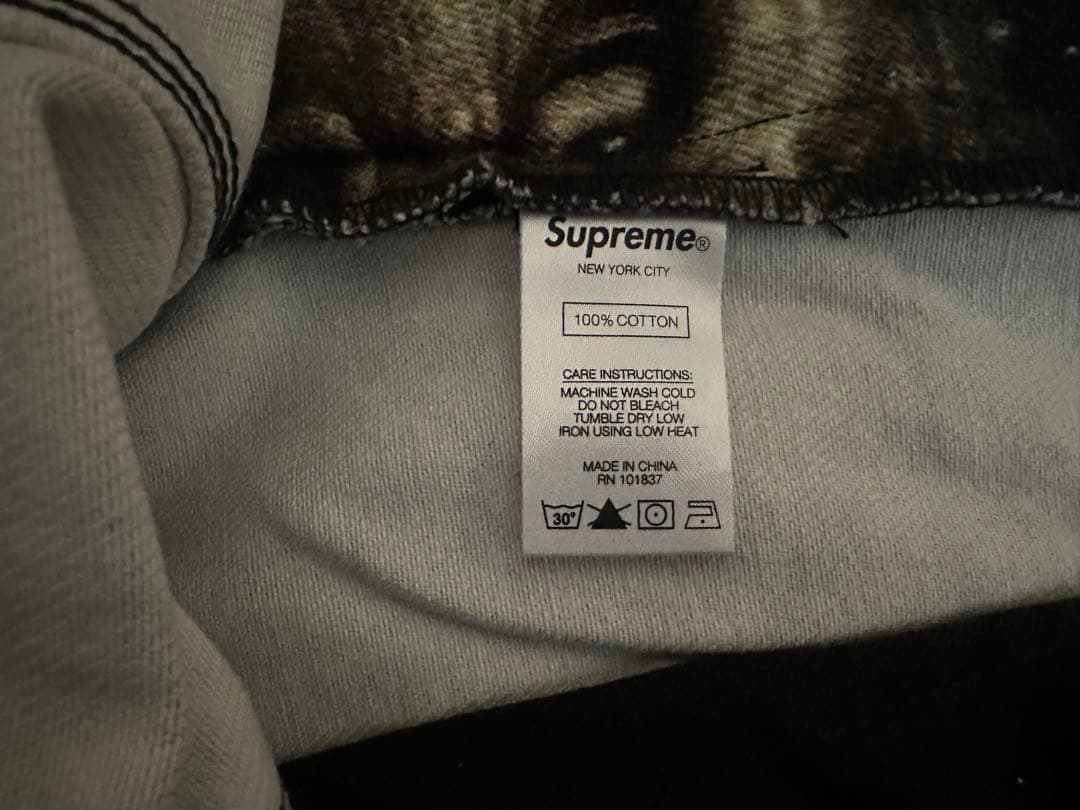 Supreme®
NEW YORK CITY
100% COTTON
CARE INSTRUCTIONS:
MACHINE WASH COLD
DO NOT BLEACH
TUMBLE DRY LOW
IRON USING LOW HEAT
MADE IN CHINA
RN 101837
30°